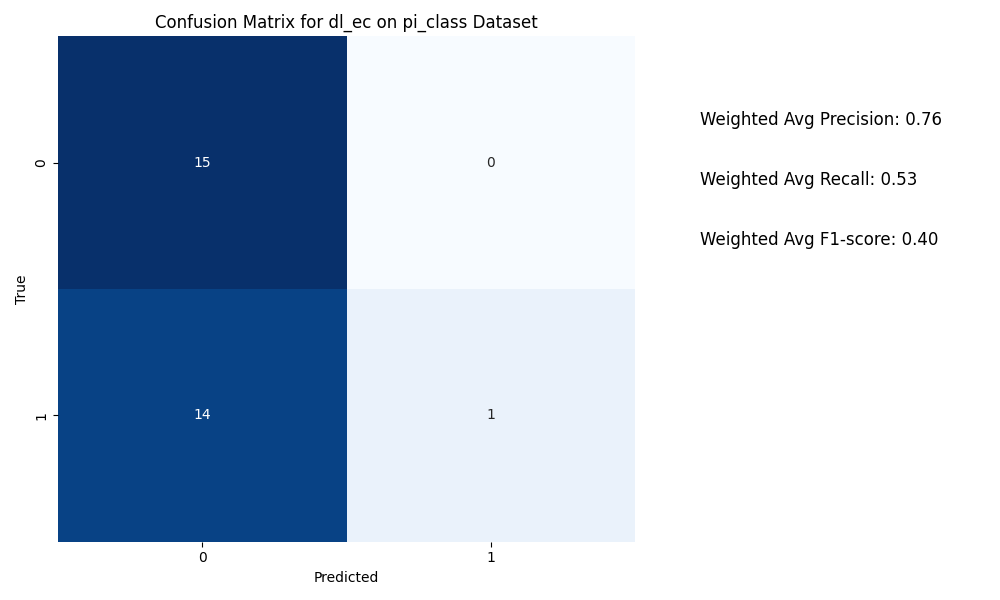 Confusion Matrix for dl_ec on pi_class Dataset
Weighted Avg Precision: 0.76
Weighted Avg Recall: 0.53
Weighted Avg F1-score: 0.40
True
0
15
0
1
14
1
0
1
Predicted